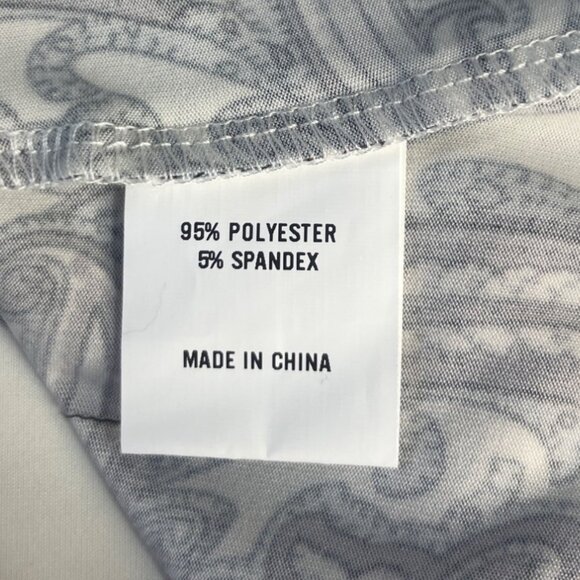 95% POLYESTER
5% SPANDEX
MADE IN CHINA